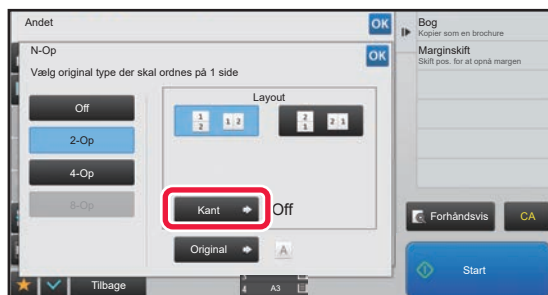 Andet
OK
N-Op
OK
Vælg original type der skal ordnes på 1 side
Off
2-Op
4-Op
8-Op
Layout
1
2
1 2
2
1
2 1
Kant
Off
Original
A
Tilbage
3
4 A3
Bog
Kopier som en brochure
Marginskift
Skift pos. for at opnå margen
Forhåndsvis
CA
Start